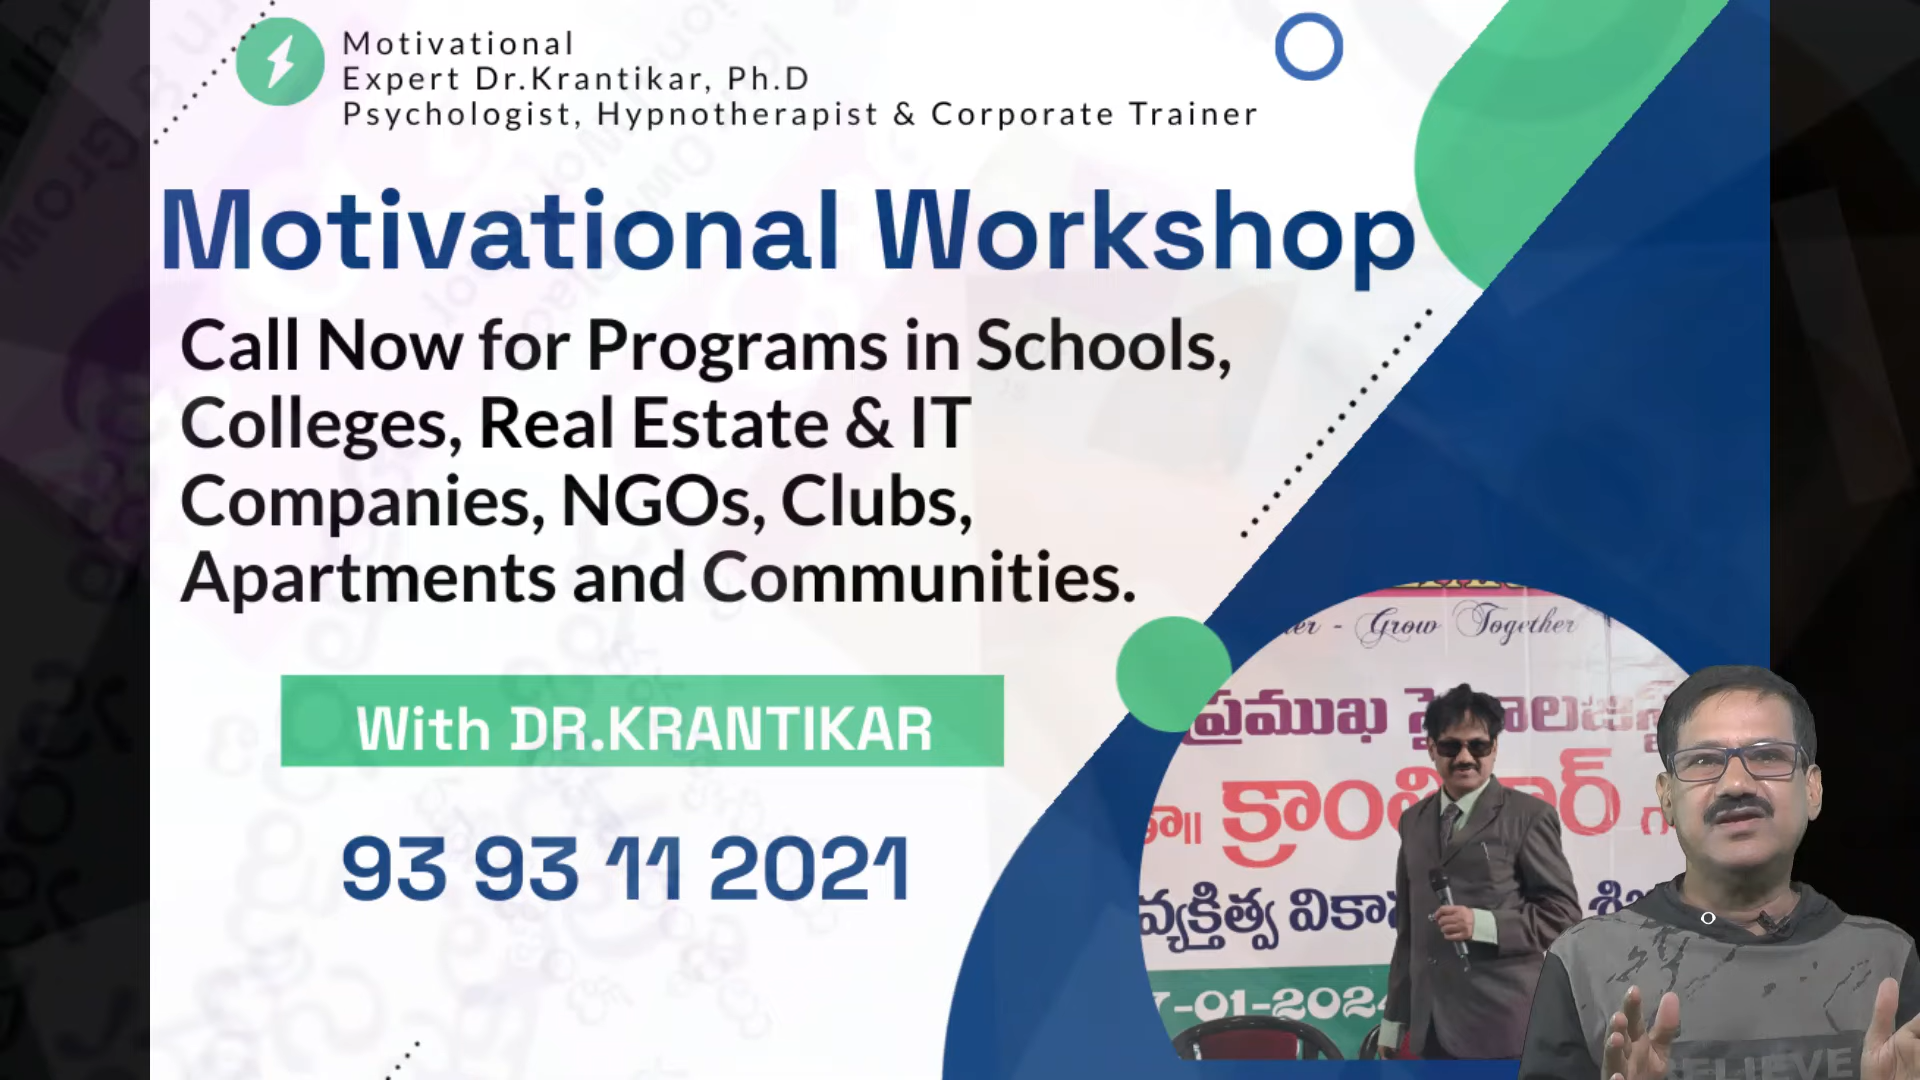 Motivational
Expert Dr.Krantikar, Ph.D
Psychologist, Hypnotherapist & Corporate Trainer
Motivational Workshop
Call Now for Programs in Schools,
Colleges, Real Estate & IT
Companies, NGOs, Clubs,
Apartments and Communities.
With DR.KRANTIKAR
93 93 11 2021
- Grow Together
ప్రముఖ
వ్యక్తిత్వ
-01-2024